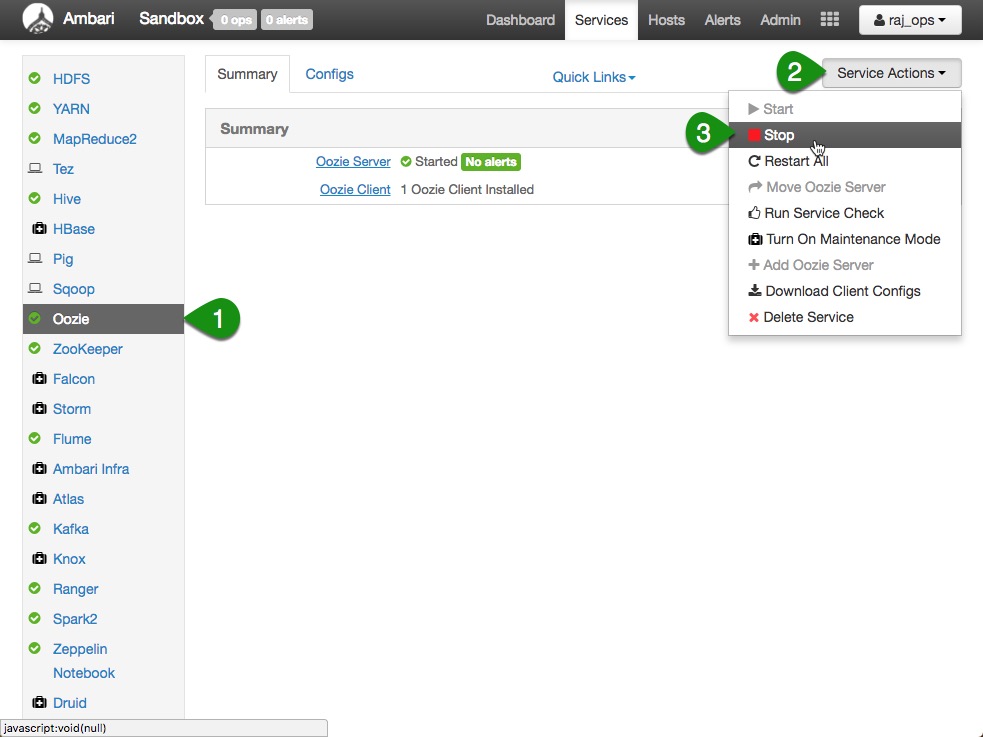 Ambari Sandbox 0 ops 0 alerts Dashboard Services Hosts Alerts Admin raj_ops
HDFS
YARN
MapReduce2
Tez
Hive
HBase
Pig
Sqoop
Oozie
ZooKeeper
Falcon
Storm
Flume
Ambari Infra
Atlas
Kafka
Knox
Ranger
Spark2
Zeppelin
Notebook
Druid
1
Summary Configs Quick Links
2 Service Actions
Summary
Oozie Server Started No alerts
Oozie Client 1 Oozie Client Installed
Start
3 Stop
Restart All
Move Oozie Server
Run Service Check
Turn On Maintenance Mode
Add Oozie Server
Download Client Configs
Delete Service
javascript:void(null)